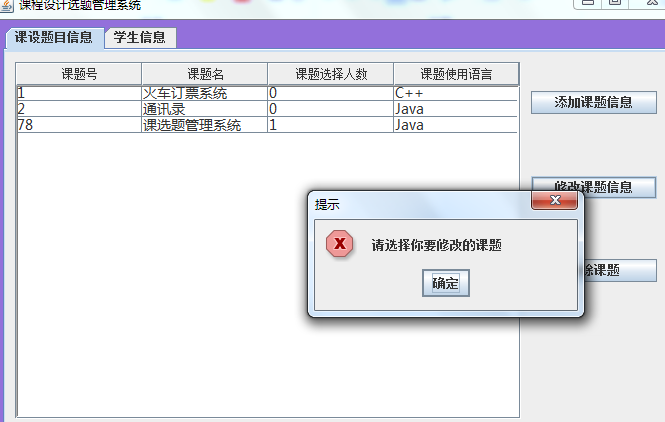 课程设计选题管理系统
课设题目信息 学生信息
课题号 课题名 课题选择人数 课题使用语言
1 火车订票系统 0 C++
2 通讯录 0 Java
78 课选题管理系统 1 Java
添加课题信息
修改课题信息
除课题
提示
请选择你要修改的课题
确定